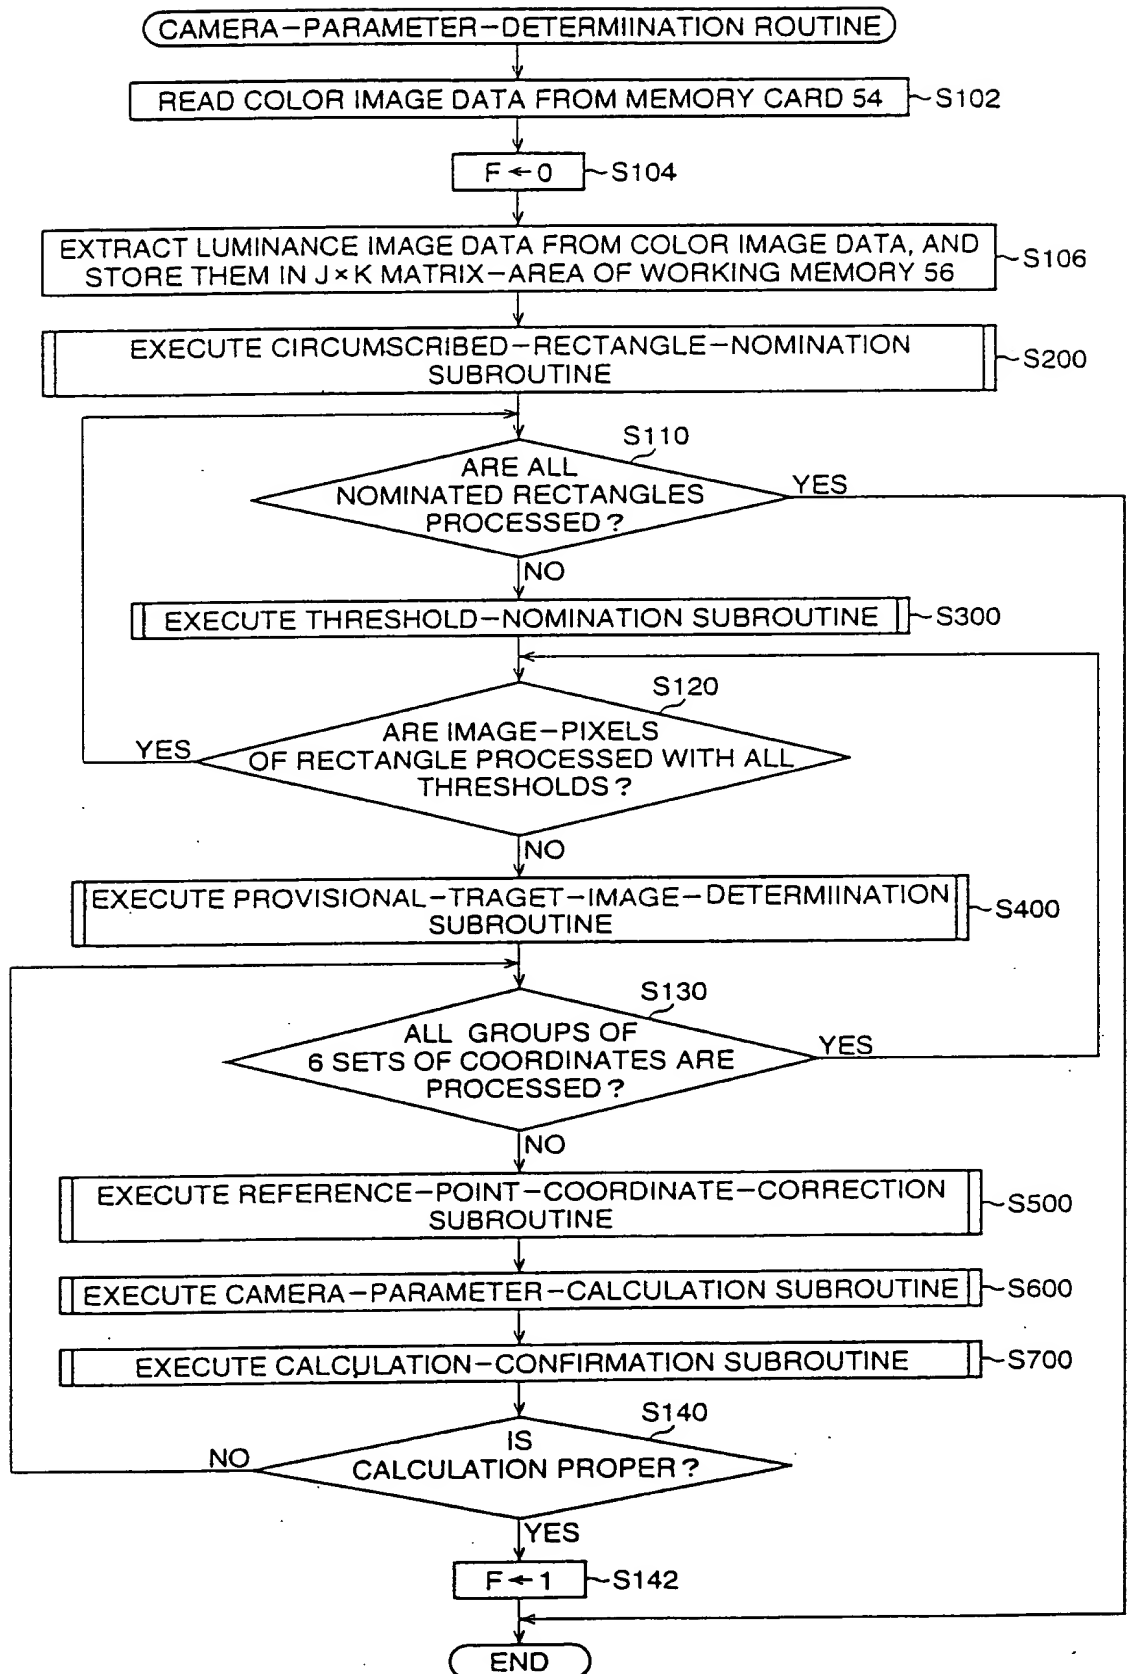 CAMERA-PARAMETER-DETERMIINATION ROUTINE
READ COLOR IMAGE DATA FROM MEMORY CARD 54
S102
F←0
S104
EXTRACT LUMINANCE IMAGE DATA FROM COLOR IMAGE DATA, AND
STORE THEM IN J×K MATRIX-AREA OF WORKING MEMORY 56
S106
EXECUTE CIRCUMSCRIBED-RECTANGLE-NOMINATION
SUBROUTINE
S200
S110
ARE ALL
NOMINATED RECTANGLES
PROCESSED?
YES
NO
EXECUTE THRESHOLD-NOMINATION SUBROUTINE
S300
S120
ARE IMAGE-PIXELS
OF RECTANGLE PROCESSED WITH ALL
THRESHOLDS?
YES
NO
EXECUTE PROVISIONAL-TRAGET-IMAGE-DETERMIINATION
SUBROUTINE
S400
S130
ALL GROUPS OF
6 SETS OF COORDINATES ARE
PROCESSED?
YES
NO
EXECUTE REFERENCE-POINT-COORDINATE-CORRECTION
SUBROUTINE
S500
EXECUTE CAMERA-PARAMETER-CALCULATION SUBROUTINE
S600
EXECUTE CALCULATION-CONFIRMATION SUBROUTINE
S700
S140
IS
CALCULATION PROPER?
NO
YES
F←1
S142
END